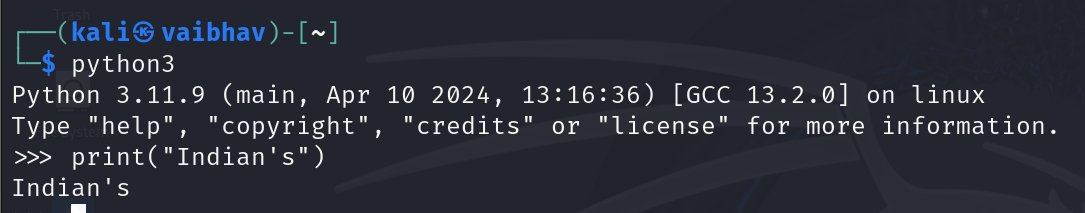 Trash
┌──(kali㉿vaibhav)-[~]
└─$ python3
Python 3.11.9 (main, Apr 10 2024, 13:16:36) [GCC 13.2.0] on linux
Type "help", "copyright", "credits" or "license" for more information.
>>> print("Indian's")
Indian's